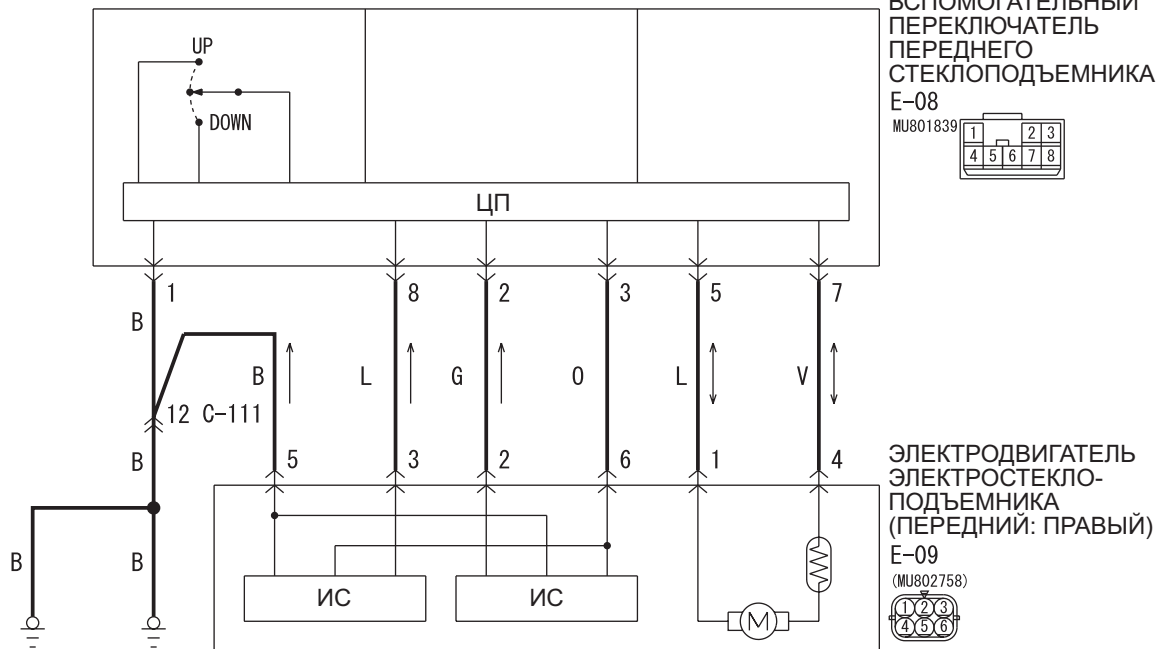 ВСПОМОГАТЕЛЬНЫЙ
ПЕРЕКЛЮЧАТЕЛЬ
ПЕРЕДНЕГО
СТЕКЛОПОДЪЕМНИКА
E-08
MU801839
1 2 3
4 5 6 7 8
UP
DOWN
ЦП
1 8 2 3 5 7
B
B L G O L V
12 C-111
B
5 3 2 6 1 4
ЭЛЕКТРОДВИГАТЕЛЬ
ЭЛЕКТРОСТЕКЛО-
ПОДЪЕМНИКА
(ПЕРЕДНИЙ: ПРАВЫЙ)
E-09
(MU802758)
1 2 3
4 5 6
B B
ИС ИС
M